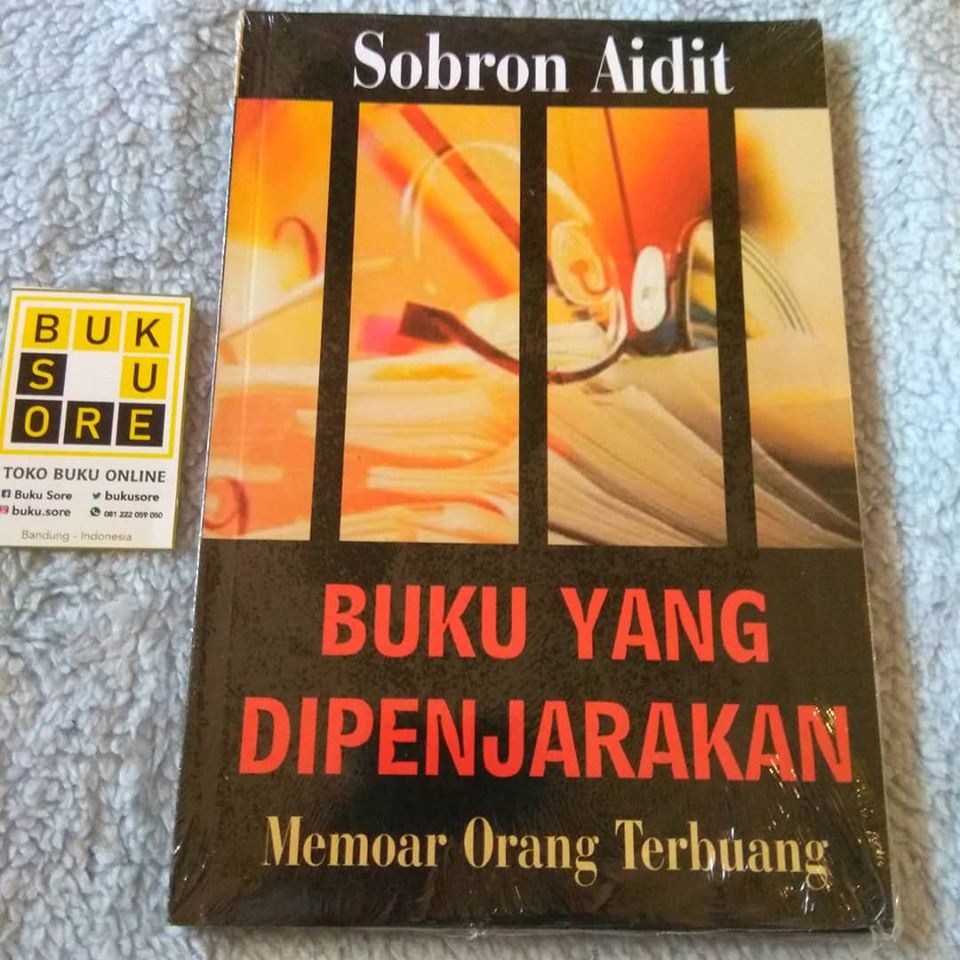 Sobron Aidit
BUKU YANG
DIPENJARAKAN
Memoar Orang Terbuang
BUK
S U
ORE
TOKO BUKU ONLINE
Buku Sore bukusore
buku.sore 081 222 059 050
Bandung - Indonesia